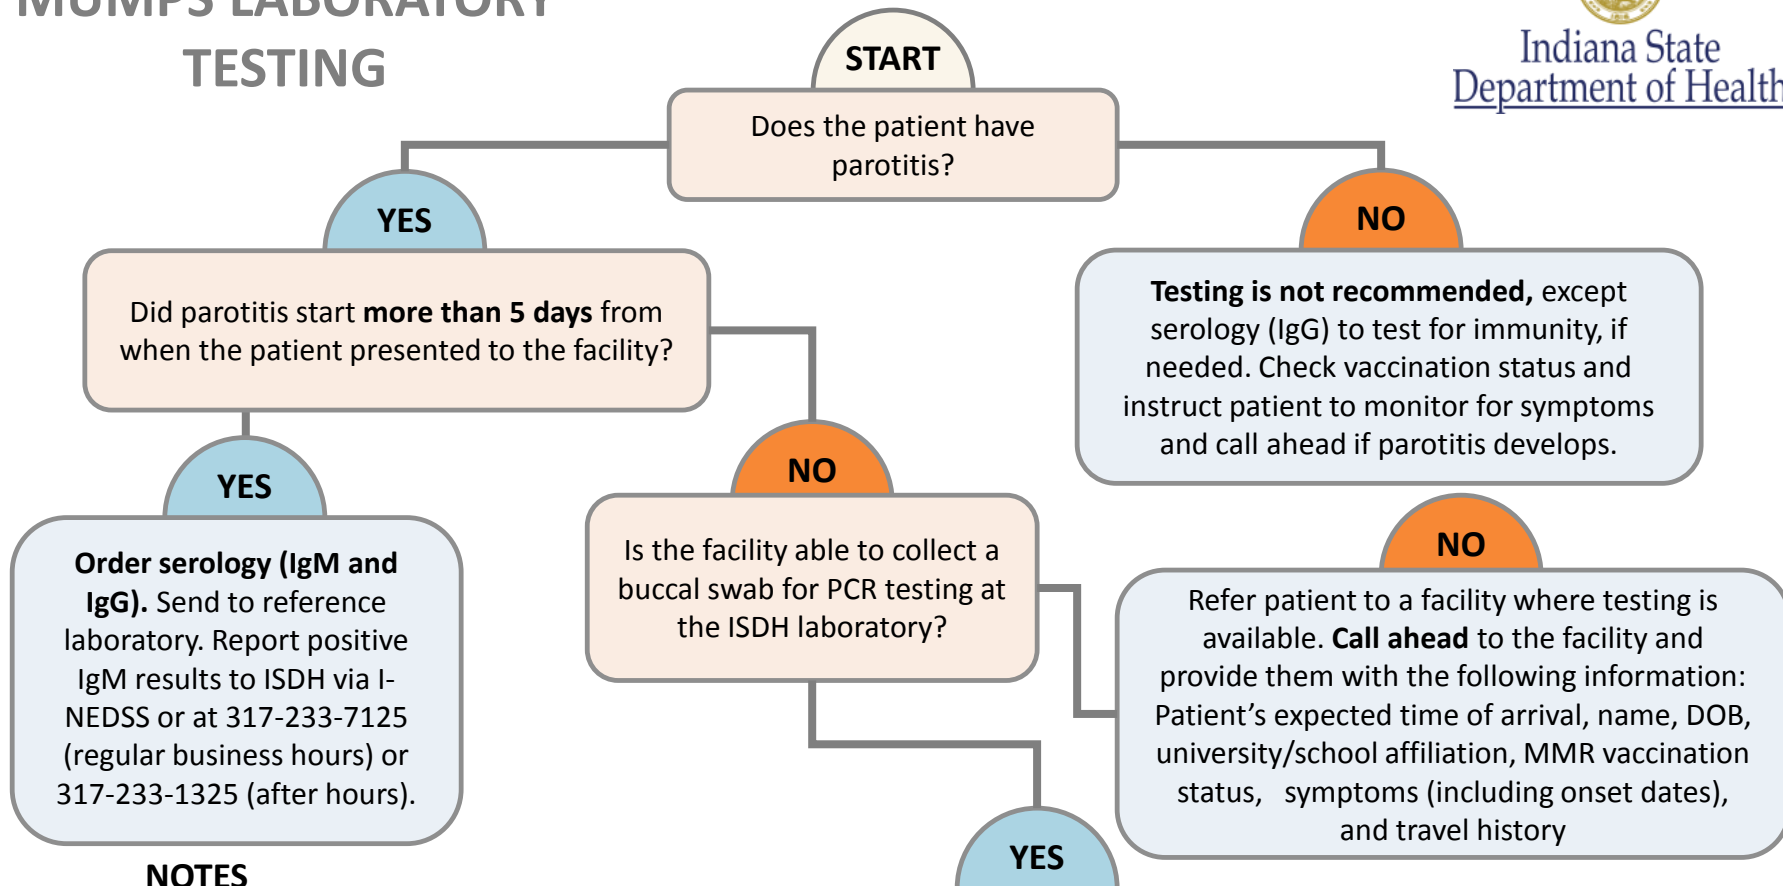 MUMPS LABORATORY
TESTING
Indiana State
Department of Health
START
Does the patient have
parotitis?
YES
NO
Did parotitis start more than 5 days from
when the patient presented to the facility?
Testing is not recommended, except
serology (IgG) to test for immunity, if
needed. Check vaccination status and
instruct patient to monitor for symptoms
and call ahead if parotitis develops.
YES
Order serology (IgM and
IgG). Send to reference
laboratory. Report positive
IgM results to ISDH via I-
NEDSS or at 317-233-7125
(regular business hours) or
317-233-1325 (after hours).
NO
Is the facility able to collect a
buccal swab for PCR testing at
the ISDH laboratory?
NO
Refer patient to a facility where testing is
available. Call ahead to the facility and
provide them with the following information:
Patient’s expected time of arrival, name, DOB,
university/school affiliation, MMR vaccination
status, symptoms (including onset dates),
and travel history
YES
NOTES